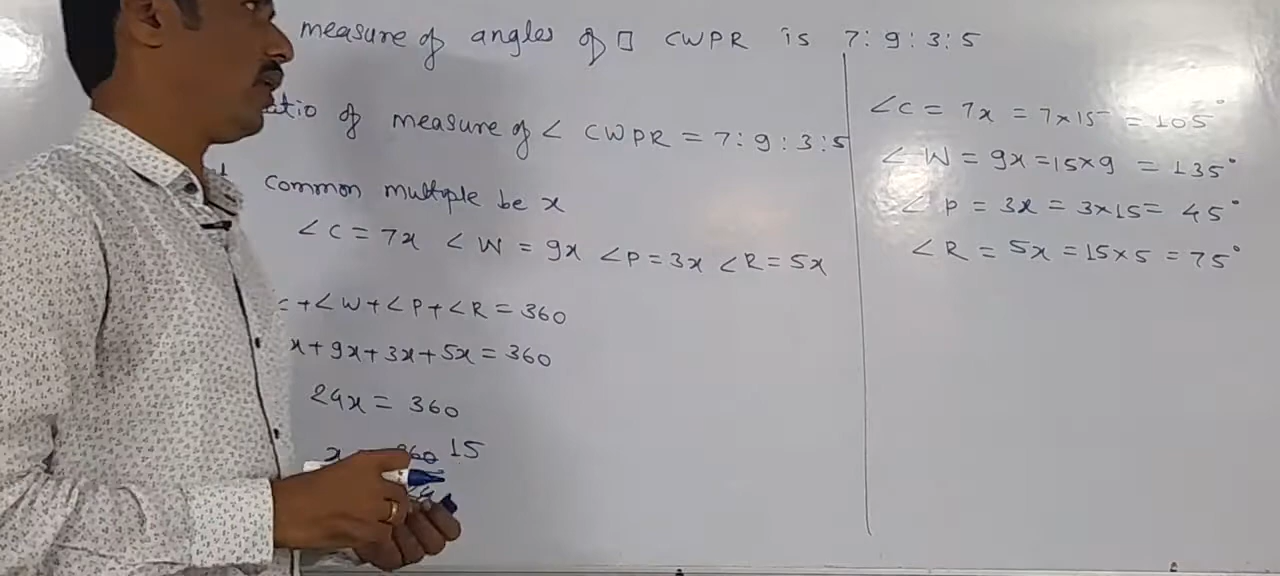 measure of angles of □ CWPR is 7:9:3:5
ratio of measure of ∠ CWPR = 7:9:3:5
common multiple be x
∠C = 7x ∠W = 9x ∠P = 3x ∠R = 5x
+ ∠W + ∠P + ∠R = 360
x + 9x + 3x + 5x = 360
24x = 360
x 360 15
∠C = 7x = 7×15 = 105°
∠W = 9x = 15×9 = 135°
∠P = 3x = 3×15 = 45°
∠R = 5x = 15×5 = 75°